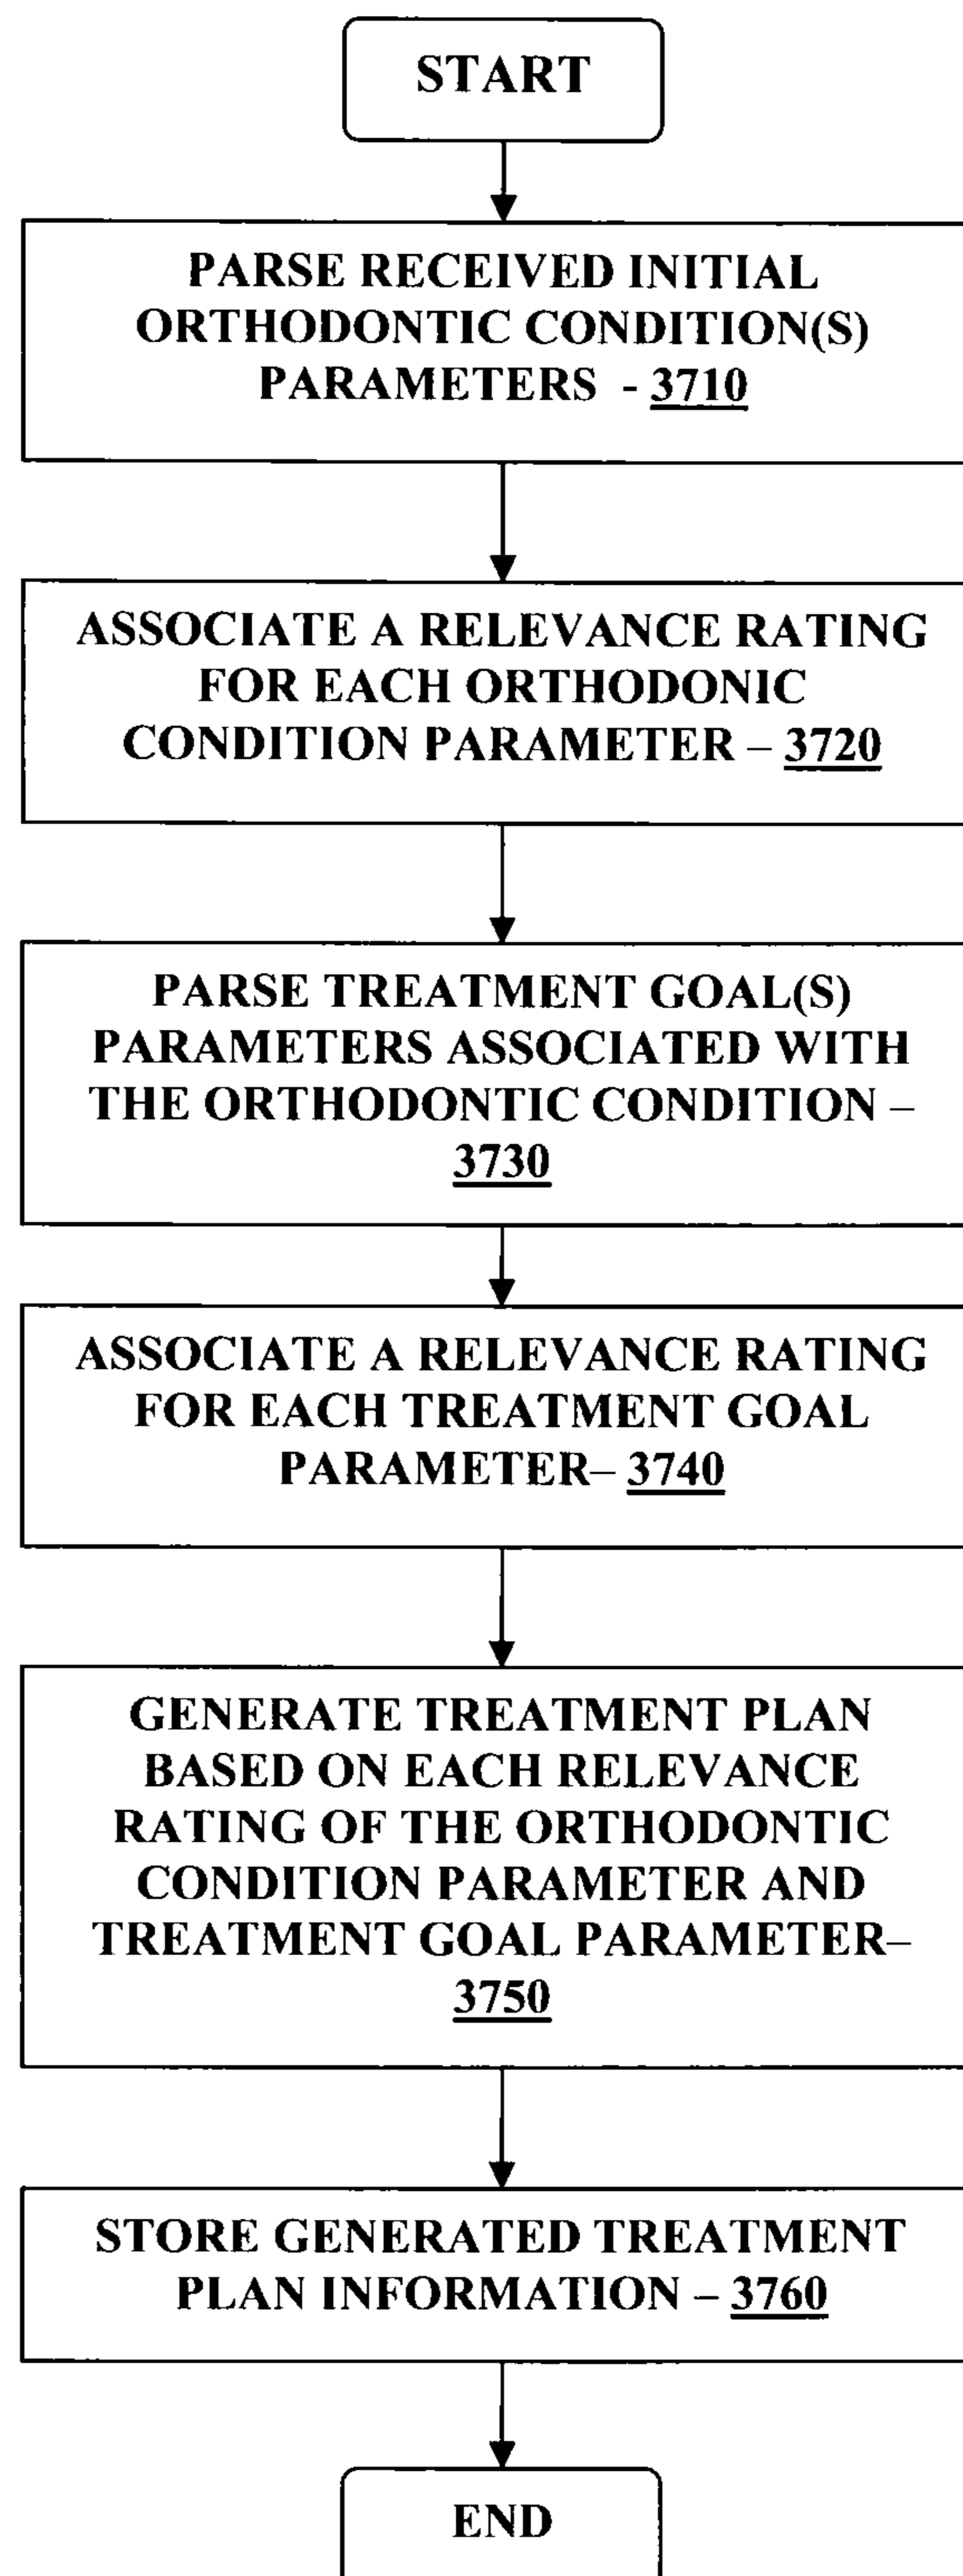 START
PARSE RECEIVED INITIAL
ORTHODONTIC CONDITION(S)
PARAMETERS - 3710
ASSOCIATE A RELEVANCE RATING
FOR EACH ORTHODONIC
CONDITION PARAMETER – 3720
PARSE TREATMENT GOAL(S)
PARAMETERS ASSOCIATED WITH
THE ORTHODONTIC CONDITION –
3730
ASSOCIATE A RELEVANCE RATING
FOR EACH TREATMENT GOAL
PARAMETER– 3740
GENERATE TREATMENT PLAN
BASED ON EACH RELEVANCE
RATING OF THE ORTHODONTIC
CONDITION PARAMETER AND
TREATMENT GOAL PARAMETER–
3750
STORE GENERATED TREATMENT
PLAN INFORMATION – 3760
END